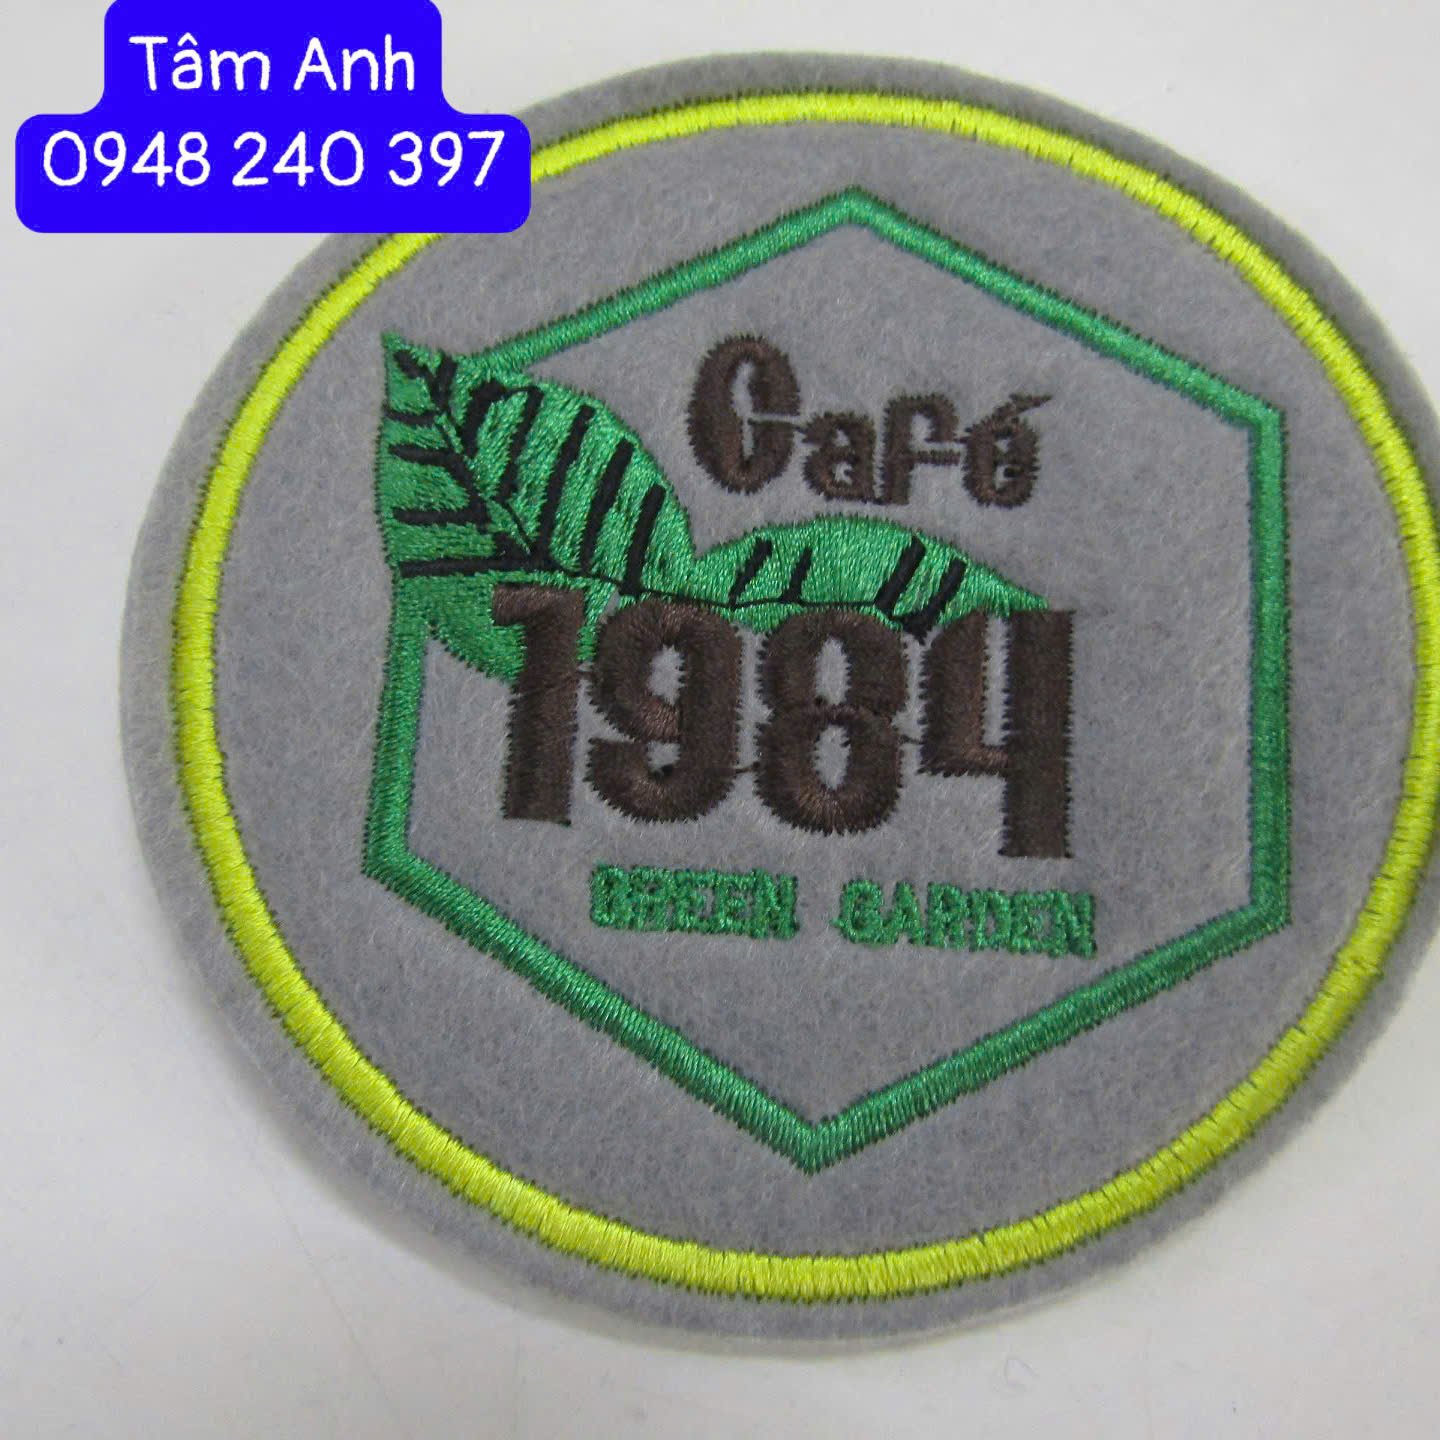 Tâm Anh
0948 240 397
Café
1984
GREEN GARDEN